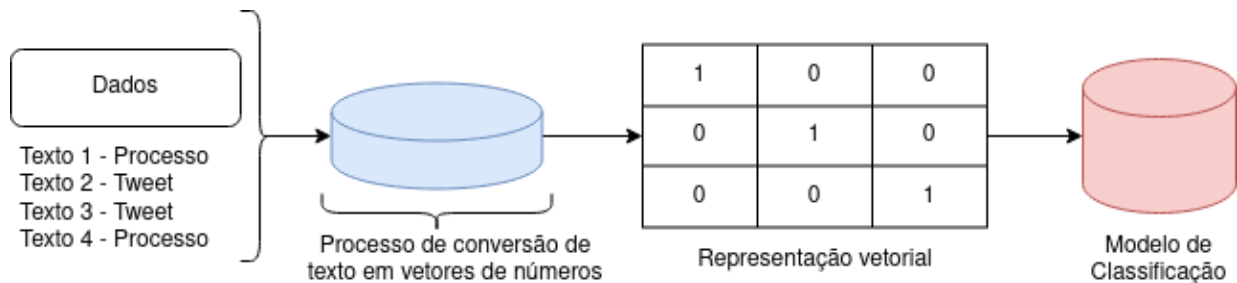 Dados
Texto 1 - Processo
Texto 2 - Tweet
Texto 3 - Tweet
Texto 4 - Processo
Processo de conversão de
texto em vetores de números
1 0 0
0 1 0
0 0 1
Representação vetorial
Modelo de
Classificação